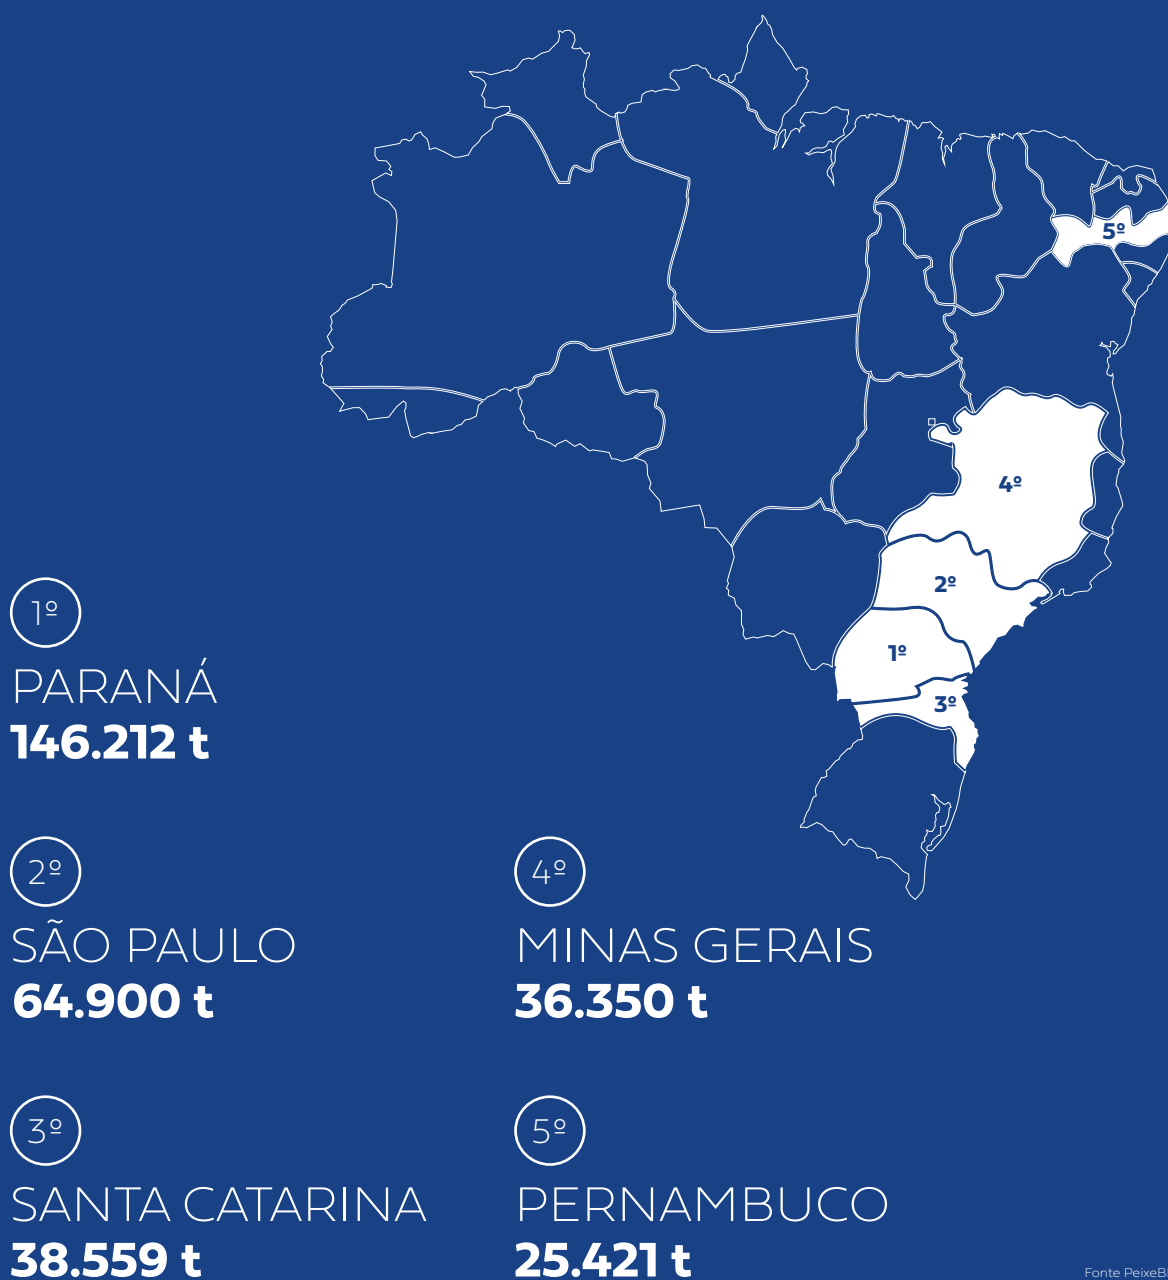 5º
4º
2º
1º
3º
1º
PARANÁ
146.212 t
2º
SÃO PAULO
64.900 t
4º
MINAS GERAIS
36.350 t
3º
SANTA CATARINA
38.559 t
5º
PERNAMBUCO
25.421 t
Fonte